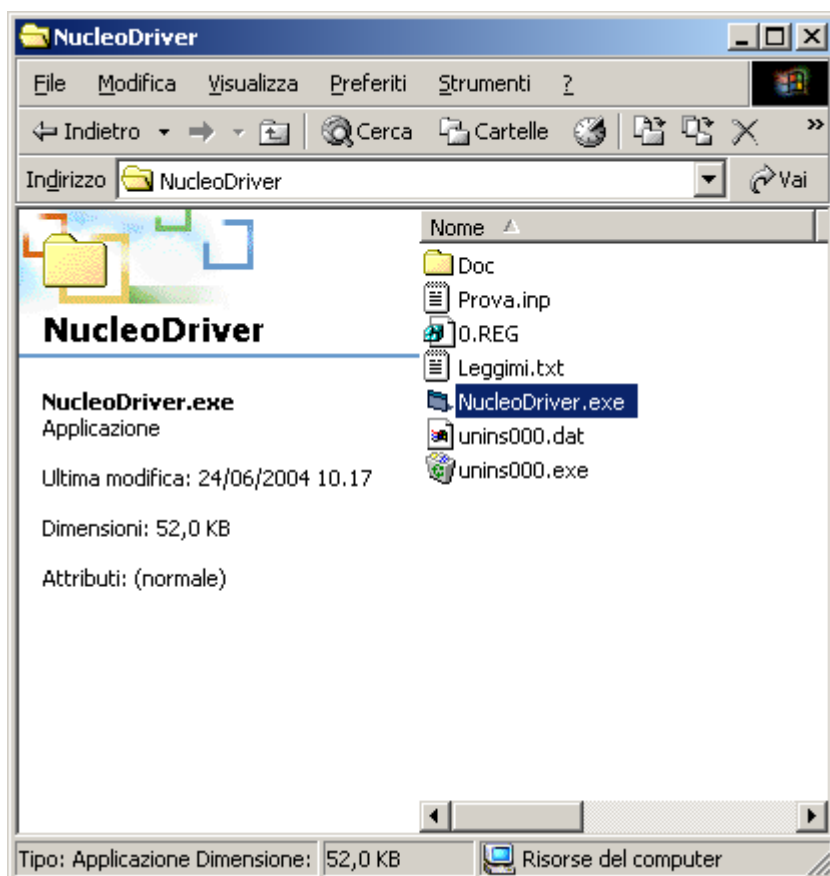 NucleoDriver
File Modifica Visualizza Preferiti Strumenti ?
Indietro Cerca Cartelle »
Indirizzo NucleoDriver Vai
NucleoDriver
NucleoDriver.exe
Applicazione
Ultima modifica: 24/06/2004 10.17
Dimensioni: 52,0 KB
Attributi: (normale)
Nome
Doc
Prova.inp
0.REG
Leggimi.txt
NucleoDriver.exe
unins000.dat
unins000.exe
Tipo: Applicazione Dimensione: 52,0 KB Risorse del computer